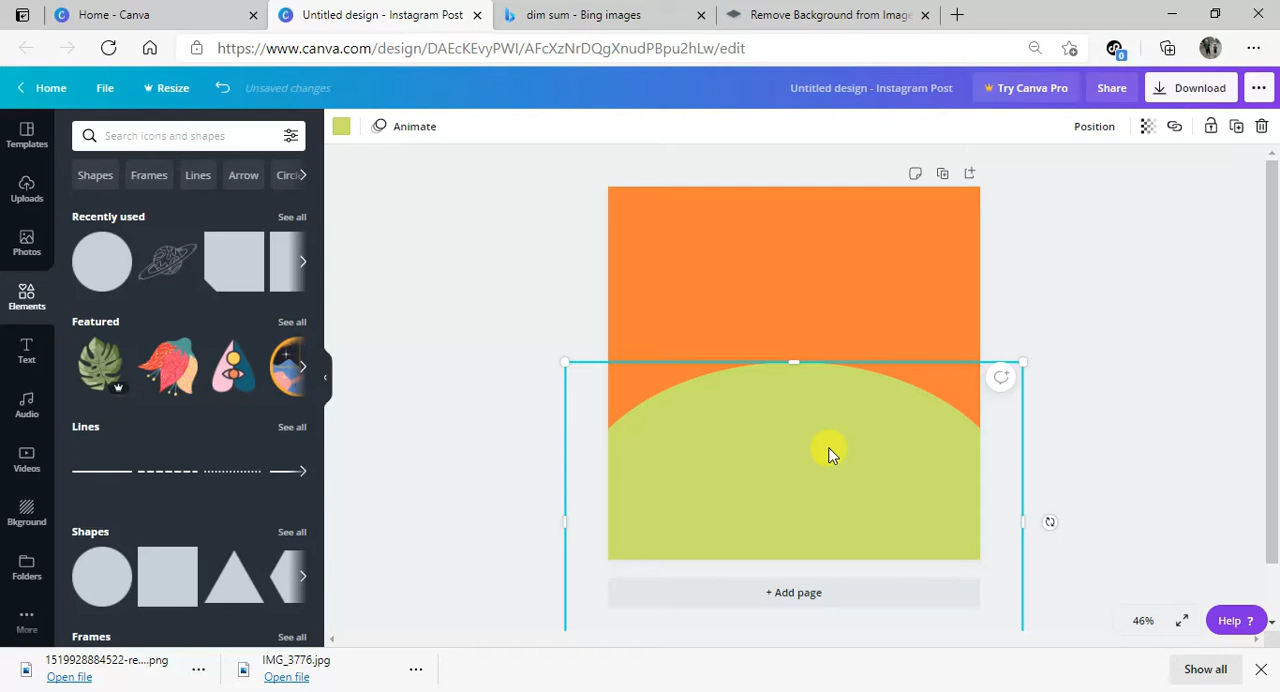 Home - Canva
Untitled design - Instagram Post
dim sum - Bing images
Remove Background from Image
https://www.canva.com/design/DAEcKEvyPWI/AFcXzNrDQgXnudPBpu2hLw/edit
0
Home
File
Resize
Unsaved changes
Untitled design - Instagram Post
Try Canva Pro
Share
Download
Templates
Uploads
Photos
Elements
Text
Audio
Videos
Bkground
Folders
More
Search icons and shapes
Shapes
Frames
Lines
Arrow
Circle
Recently used
See all
Featured
See all
Lines
See all
Shapes
See all
Frames
See all
Animate
Position
+ Add page
46%
Help ?
1519928884522-re....png
Open file
IMG_3776.jpg
Open file
Show all